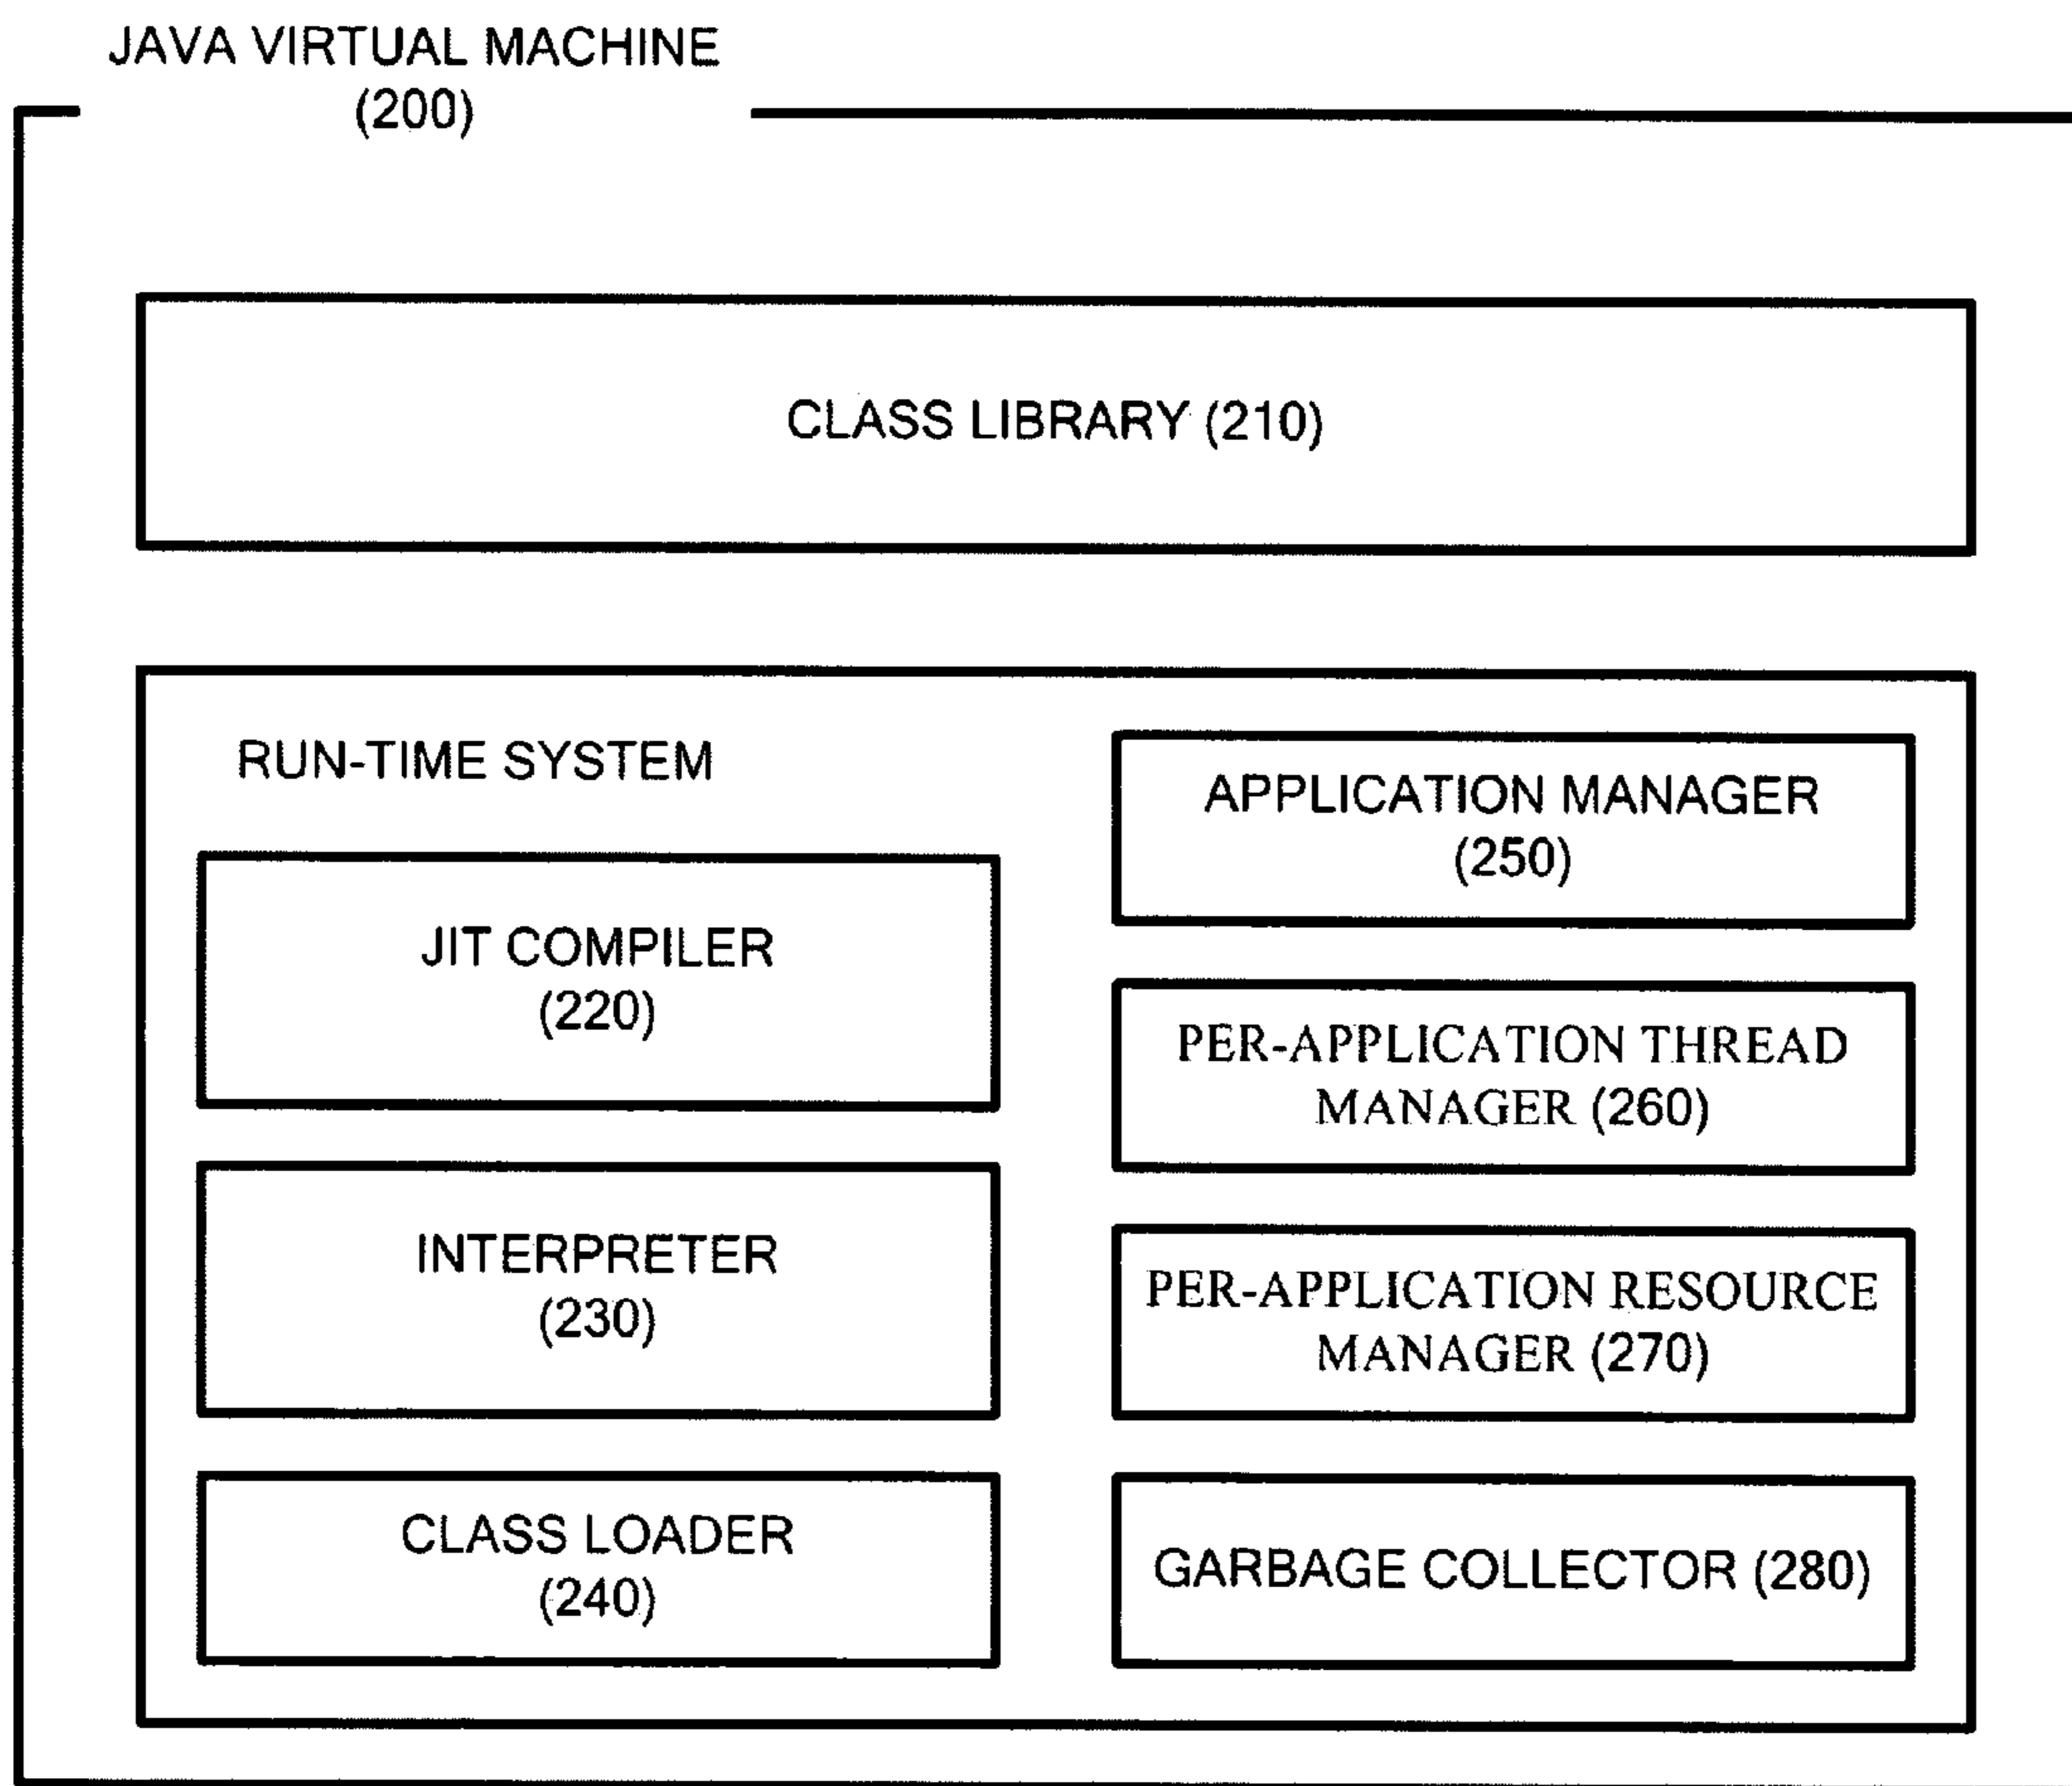 JAVA VIRTUAL MACHINE
(200)
CLASS LIBRARY (210)
RUN-TIME SYSTEM
JIT COMPILER
(220)
INTERPRETER
(230)
CLASS LOADER
(240)
APPLICATION MANAGER
(250)
PER-APPLICATION THREAD
MANAGER (260)
PER-APPLICATION RESOURCE
MANAGER (270)
GARBAGE COLLECTOR (280)